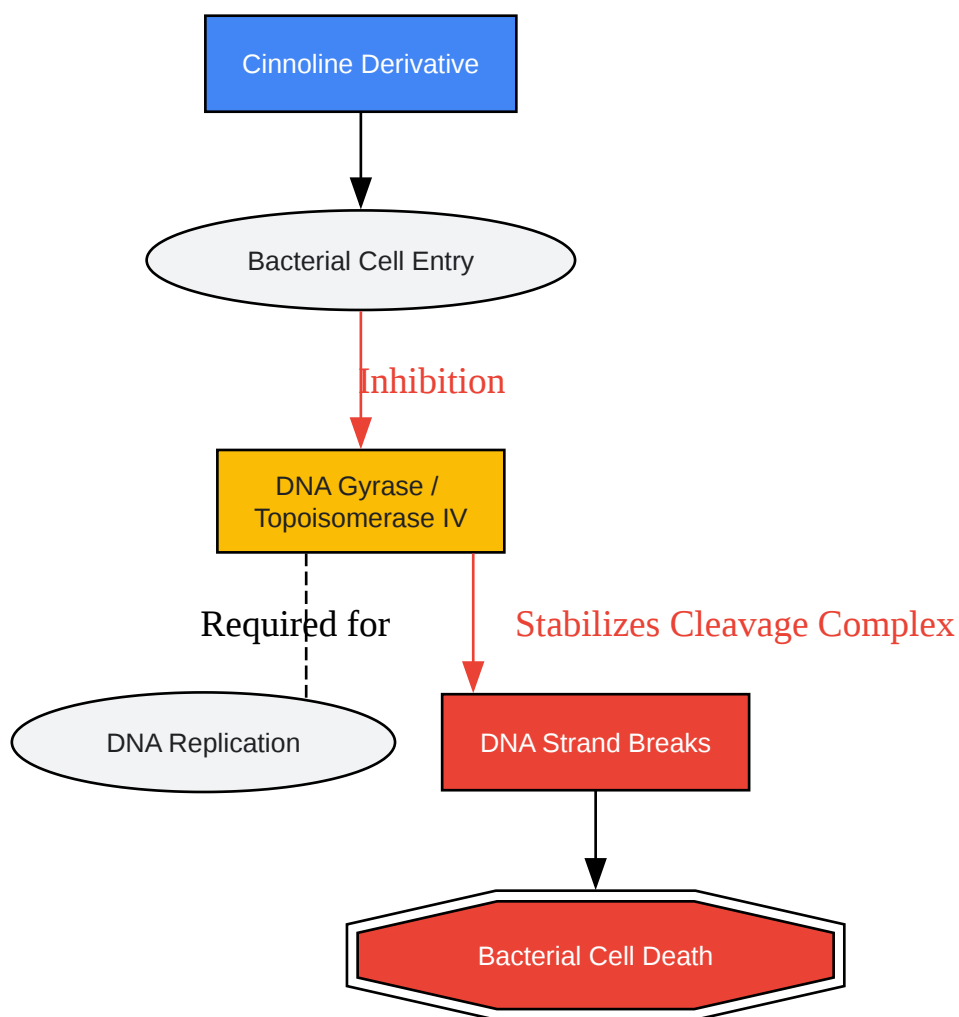 Cinnoline Derivative
Bacterial Cell Entry
Inhibition
DNA Gyrase /
Topoisomerase IV
Required for
Stabilizes Cleavage Complex
DNA Replication
DNA Strand Breaks
Bacterial Cell Death